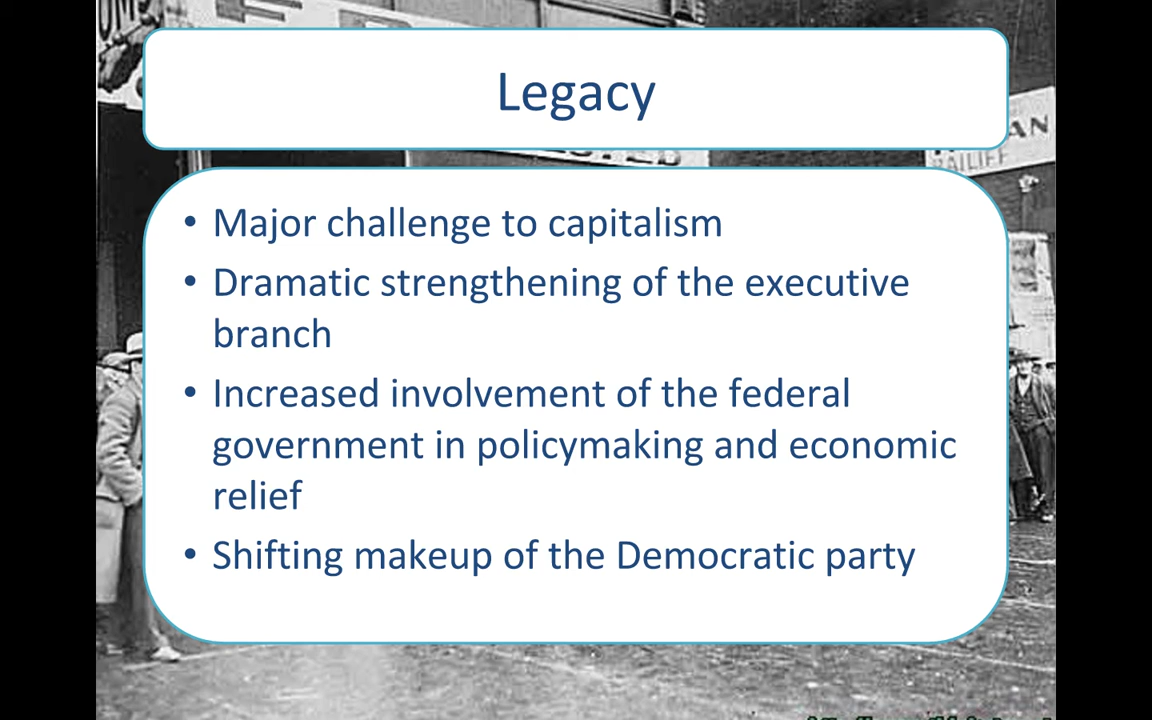 Legacy
• Major challenge to capitalism
• Dramatic strengthening of the executive
branch
• Increased involvement of the federal
government in policymaking and economic
relief
• Shifting makeup of the Democratic party